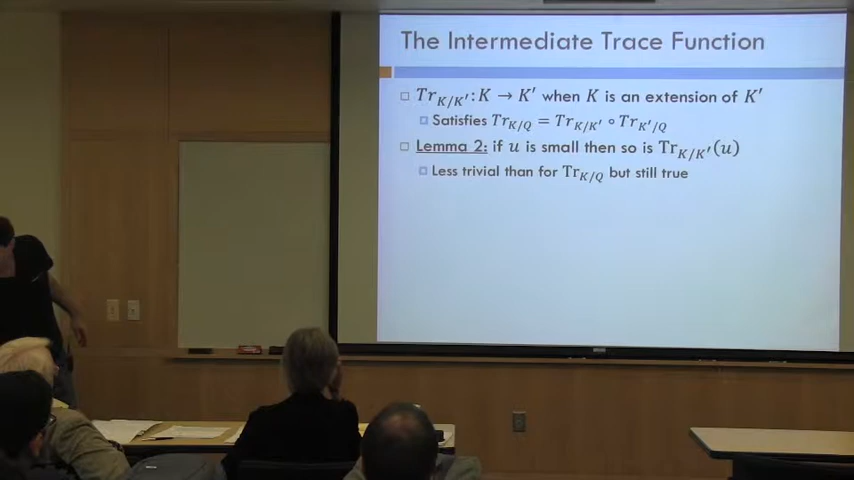 The Intermediate Trace Function
Tr_{K/K′}: K → K′ when K is an extension of K′
Satisfies Tr_{K/Q} = Tr_{K/K′} ∘ Tr_{K′/Q}
Lemma 2: if u is small then so is Tr_{K/K′}(u)
Less trivial than for Tr_{K/Q} but still true